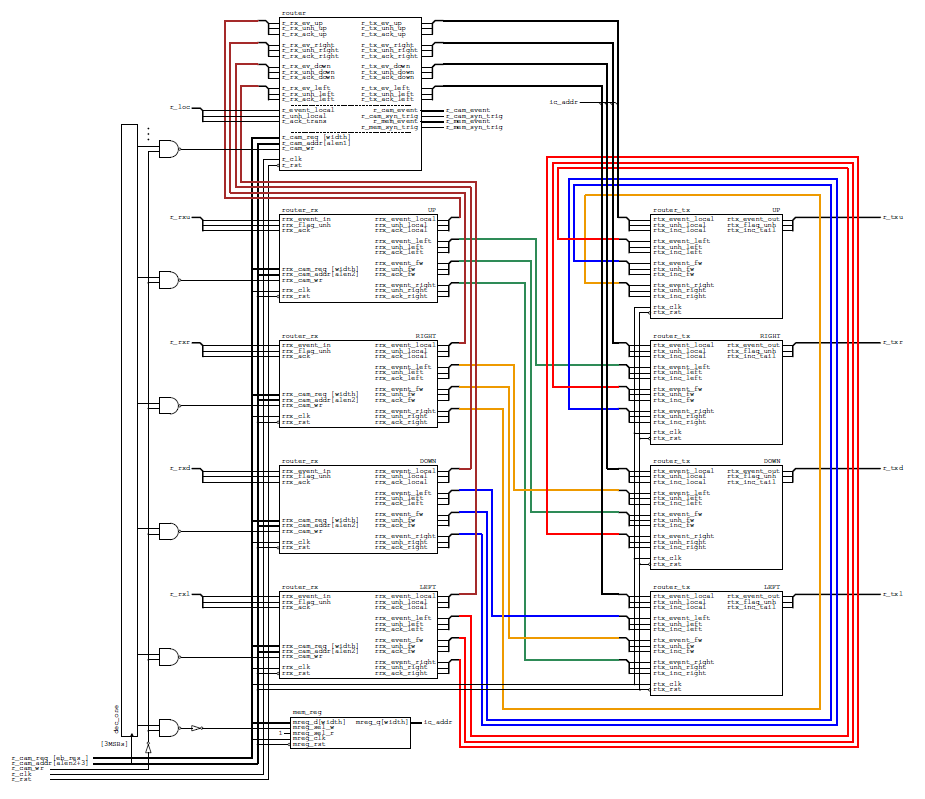 router
r_rx_ev_up r_tx_ev_up
r_rx_unh_up r_tx_unh_up
r_rx_ack_up r_tx_ack_up
r_rx_ev_right r_tx_ev_right
r_rx_unh_right r_tx_unh_right
r_rx_ack_right r_tx_ack_right
r_rx_ev_down r_tx_ev_down
r_rx_unh_down r_tx_unh_down
r_rx_ack_down r_tx_ack_down
r_rx_ev_left r_tx_ev_left
r_rx_unh_left r_tx_unh_left
r_rx_ack_left r_tx_ack_left
ic_addr
r_loc
r_event_local r_cam_event r_cam_event
r_unh_local r_cam_syn_trig r_cam_syn_trig
r_ack_trans r_mem_event r_mem_event
r_mem_syn_trig r_mem_syn_trig
r_cam_req [width]
r_cam_addr[alen1]
r_cam_wr
r_clk
r_rst
router_rx UP
r_rxu
rrx_event_in rrx_event_local
rrx_flag_unh rrx_unh_local
rrx_ack rrx_ack_local
rrx_event_left
rrx_unh_left
rrx_ack_left
rrx_event_fw
rrx_cam_req [width] rrx_unh_fw
rrx_cam_addr[alen2] rrx_ack_fw
rrx_cam_wr
rrx_event_right
rrx_clk rrx_unh_right
rrx_rst rrx_ack_right
router_tx UP
rtx_event_local rtx_event_out
rtx_unh_local rtx_flag_unh
rtx_inc_local rtx_inc_tail
r_txu
rtx_event_left
rtx_unh_left
rtx_inc_left
rtx_event_fw
rtx_unh_fw
rtx_inc_fw
rtx_event_right
rtx_unh_right
rtx_inc_right
rtx_clk
rtx_rst
router_rx RIGHT
r_rxr
rrx_event_in rrx_event_local
rrx_flag_unh rrx_unh_local
rrx_ack rrx_ack_local
rrx_event_left
rrx_unh_left
rrx_ack_left
rrx_event_fw
rrx_cam_req [width] rrx_unh_fw
rrx_cam_addr[alen2] rrx_ack_fw
rrx_cam_wr
rrx_event_right
rrx_clk rrx_unh_right
rrx_rst rrx_ack_right
router_tx RIGHT
rtx_event_local rtx_event_out
rtx_unh_local rtx_flag_unh
rtx_inc_local rtx_inc_tail
r_txr
rtx_event_left
rtx_unh_left
rtx_inc_left
rtx_event_fw
rtx_unh_fw
rtx_inc_fw
rtx_event_right
rtx_unh_right
rtx_inc_right
rtx_clk
rtx_rst
router_rx DOWN
r_rxd
rrx_event_in rrx_event_local
rrx_flag_unh rrx_unh_local
rrx_ack rrx_ack_local
rrx_event_left
rrx_unh_left
rrx_ack_left
rrx_event_fw
rrx_cam_req [width] rrx_unh_fw
rrx_cam_addr[alen2] rrx_ack_fw
rrx_cam_wr
rrx_event_right
rrx_clk rrx_unh_right
rrx_rst rrx_ack_right
router_tx DOWN
rtx_event_local rtx_event_out
rtx_unh_local rtx_flag_unh
rtx_inc_local rtx_inc_tail
r_txd
rtx_event_left
rtx_unh_left
rtx_inc_left
rtx_event_fw
rtx_unh_fw
rtx_inc_fw
rtx_event_right
rtx_unh_right
rtx_inc_right
rtx_clk
rtx_rst
router_rx LEFT
r_rxl
rrx_event_in rrx_event_local
rrx_flag_unh rrx_unh_local
rrx_ack rrx_ack_local
rrx_event_left
rrx_unh_left
rrx_ack_left
rrx_event_fw
rrx_cam_req [width] rrx_unh_fw
rrx_cam_addr[alen2] rrx_ack_fw
rrx_cam_wr
rrx_event_right
rrx_clk rrx_unh_right
rrx_rst rrx_ack_right
router_tx LEFT
rtx_event_local rtx_event_out
rtx_unh_local rtx_flag_unh
rtx_inc_local rtx_inc_tail
r_txl
rtx_event_left
rtx_unh_left
rtx_inc_left
rtx_event_fw
rtx_unh_fw
rtx_inc_fw
rtx_event_right
rtx_unh_right
rtx_inc_right
rtx_clk
rtx_rst
dec_one
[3MSBs]
mem_reg
mreq_d[width] mreq_q[width] ic_addr
mreq_sel_w
1 mreq_sel_r
mreq_clk
mreq_rst
r_cam_addr[alen2+3]
r_cam_wr
r_clk
r_rst